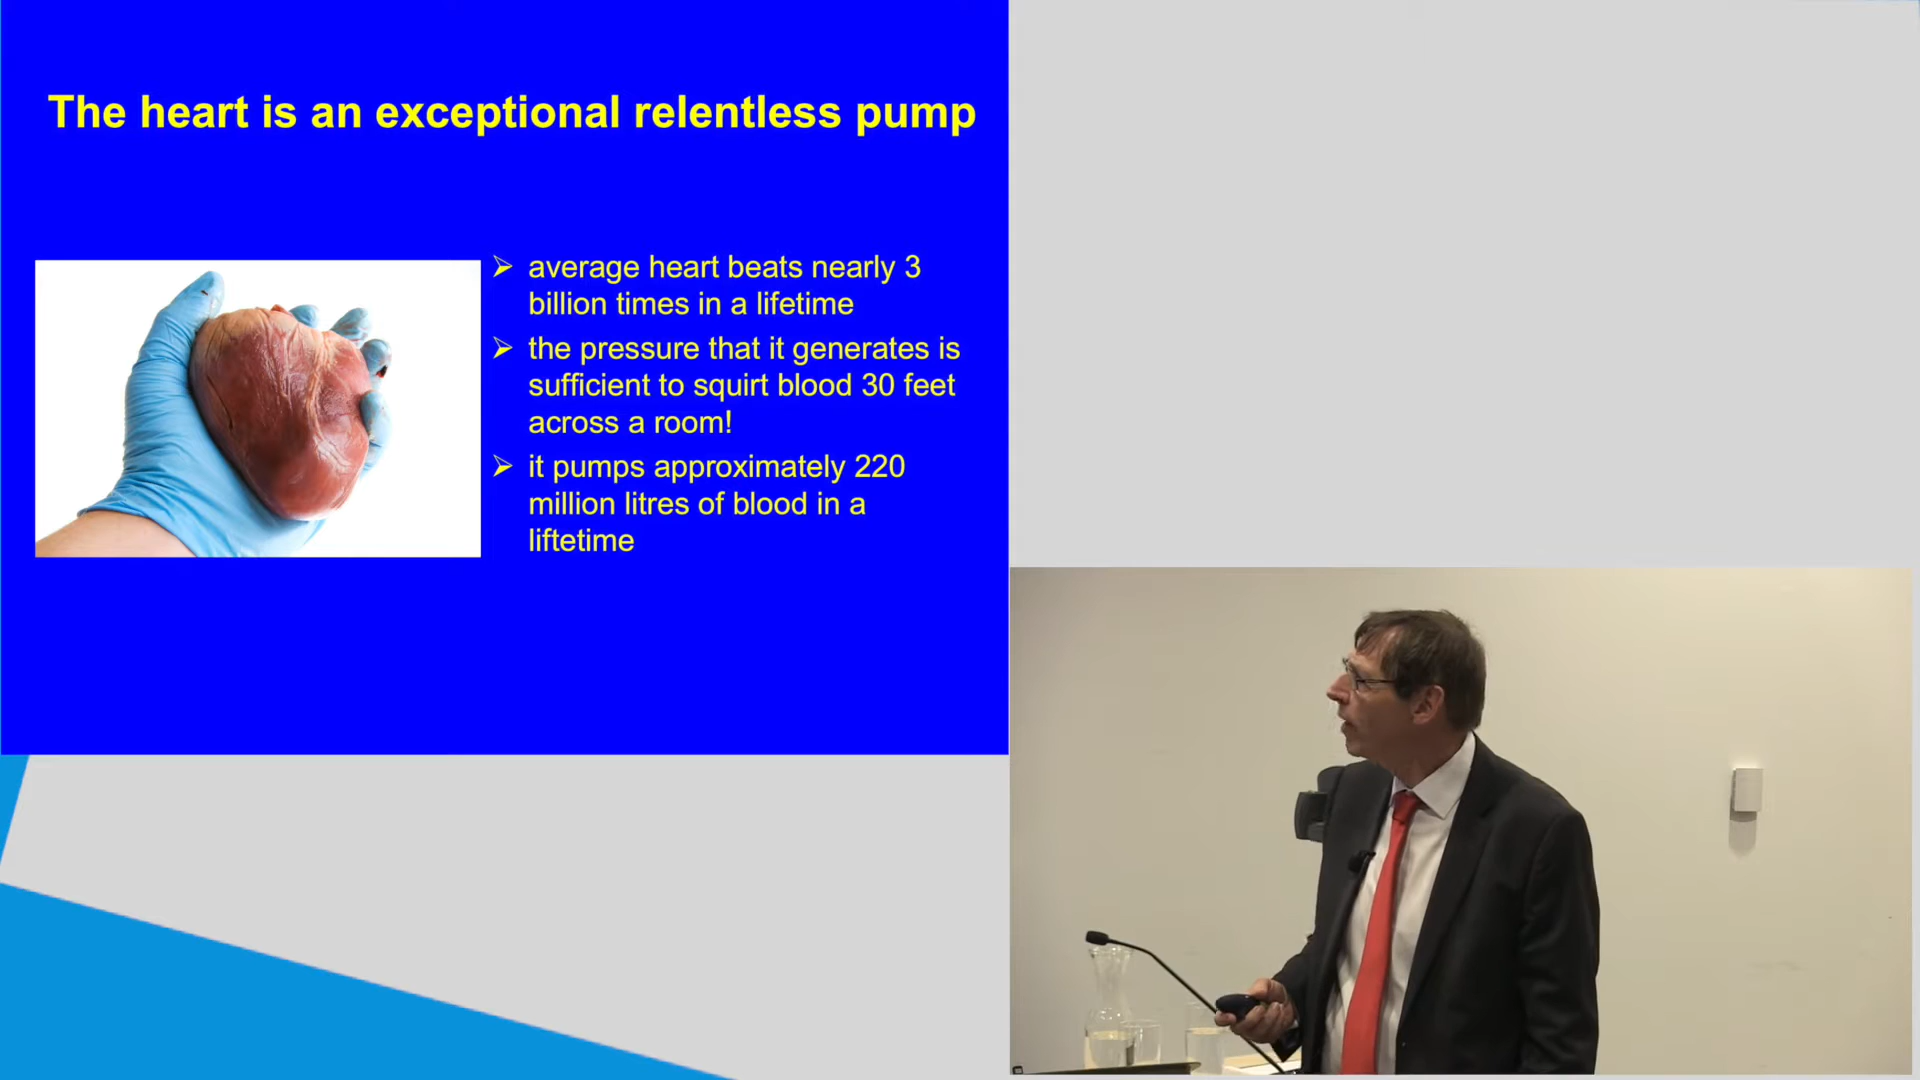 The heart is an exceptional relentless pump
➢ average heart beats nearly 3
billion times in a lifetime
➢ the pressure that it generates is
sufficient to squirt blood 30 feet
across a room!
➢ it pumps approximately 220
million litres of blood in a
liftetime